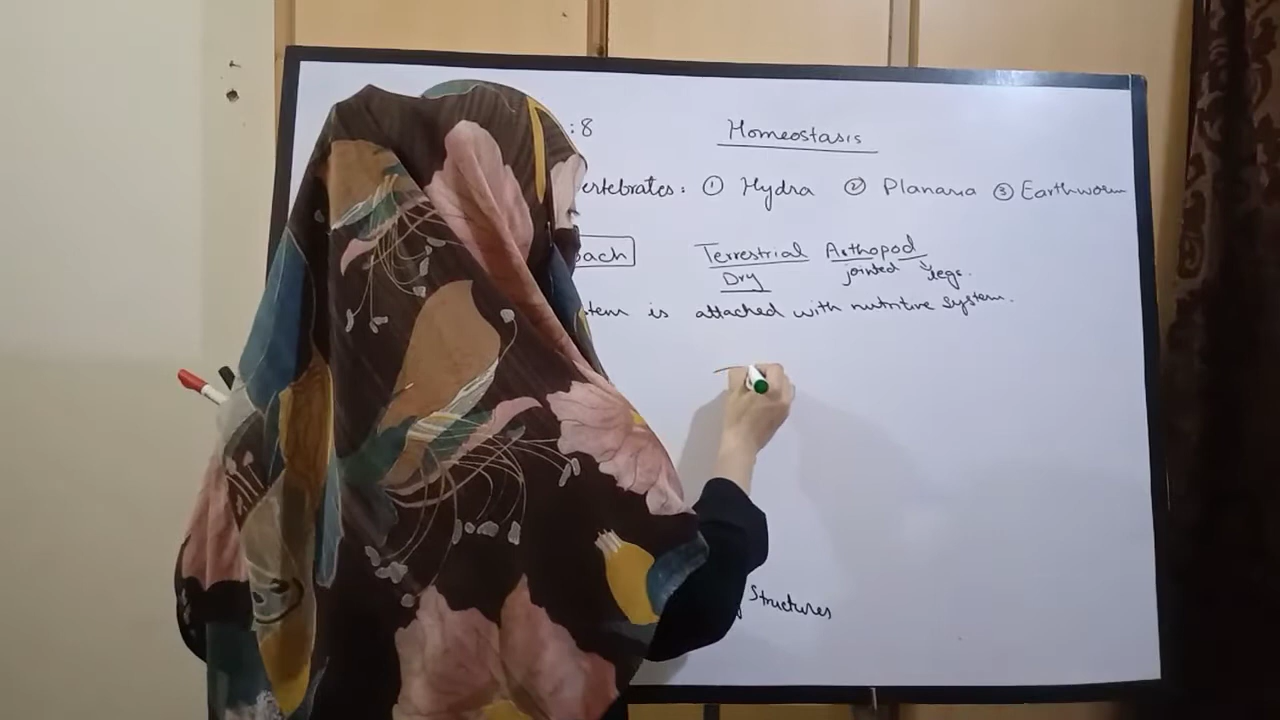 : 8
Homeostasis
ertebrates: ① Hydra ② Planaria ③ Earthworm
oach Terrestrial Arthopod
Dry jointed legs.
tem is attached with nutritive system.
Structures